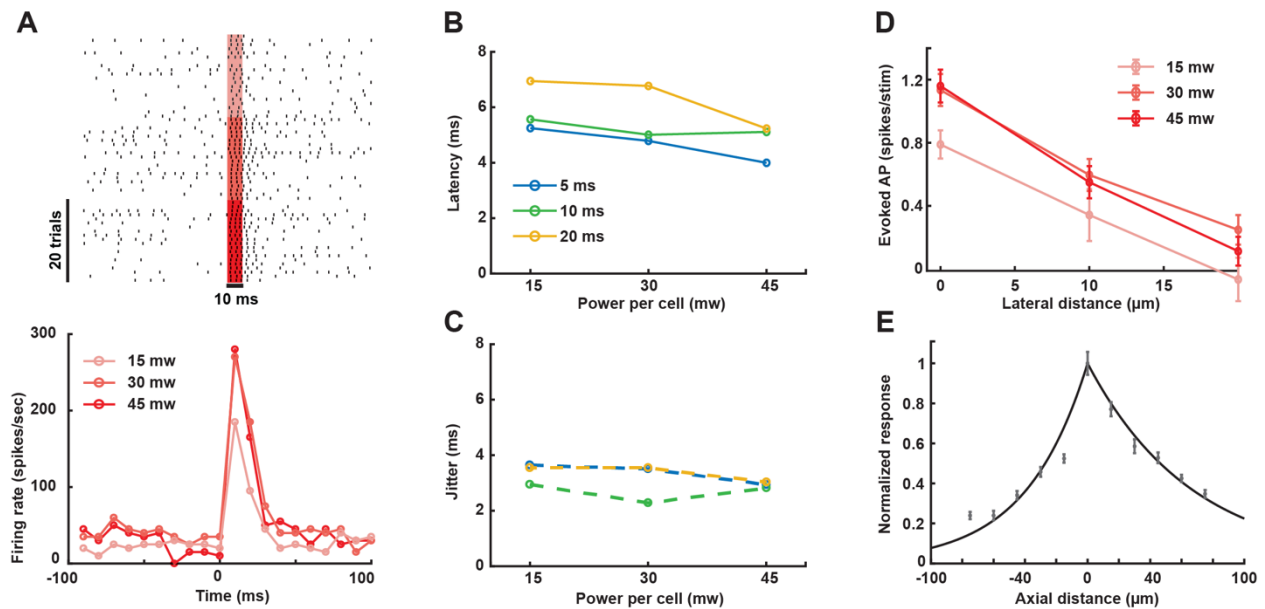 A
20 trials
10 ms
Firing rate (spikes/sec)
300
200
100
0
15 mw
30 mw
45 mw
-100
0
100
Time (ms)
B
Latency (ms)
8
6
4
2
0
5 ms
10 ms
20 ms
15
30
45
Power per cell (mw)
C
Jitter (ms)
8
6
4
2
0
15
30
45
Power per cell (mw)
D
Evoked AP (spikes/stim)
1.2
0.8
0.4
0
15 mw
30 mw
45 mw
0
5
10
15
Lateral distance (µm)
E
Normalized response
1
0.8
0.6
0.4
0.2
0
-100
-40
0
40
100
Axial distance (µm)